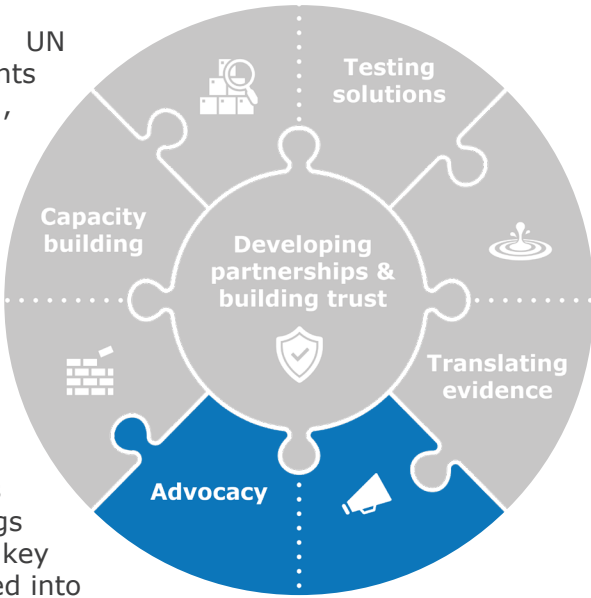 UN
nts
,
Testing
solutions
Capacity
building
Developing
partnerships &
building trust
Translating
evidence
Advocacy
gs
key
ed into